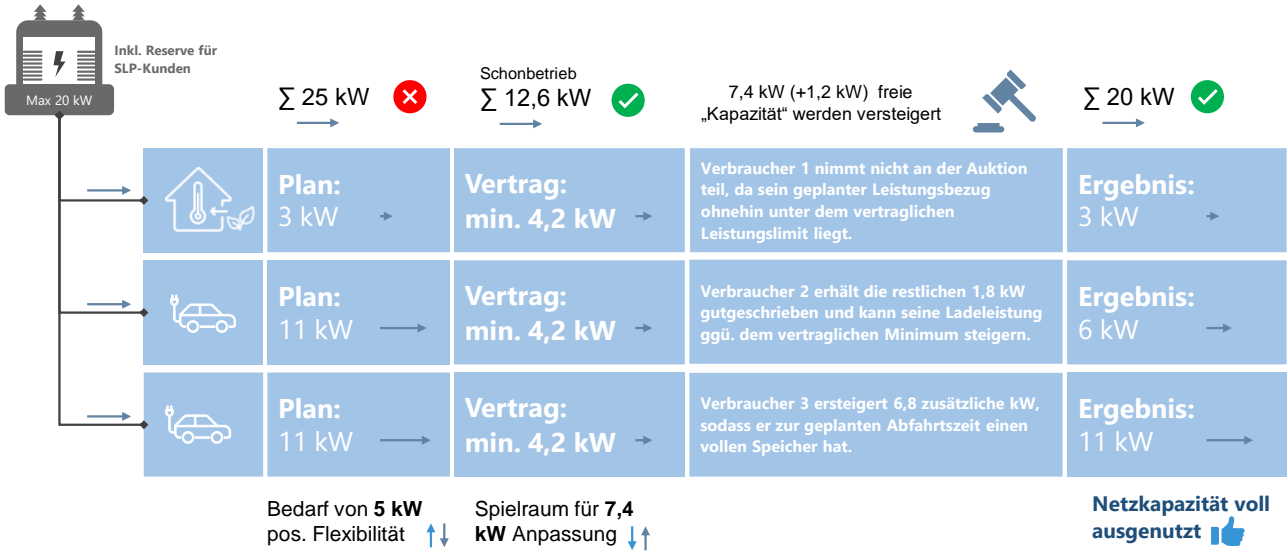 Inkl. Reserve für
SLP-Kunden
Max 20 kW
∑ 25 kW
Schonbetrieb
∑ 12,6 kW
7,4 kW (+1,2 kW) freie
„Kapazität“ werden versteigert
∑ 20 kW
Plan:
3 kW
Vertrag:
min. 4,2 kW
Verbraucher 1 nimmt nicht an der Auktion
teil, da sein geplanter Leistungsbezug
ohnehin unter dem vertraglichen
Leistungslimit liegt.
Ergebnis:
3 kW
Plan:
11 kW
Vertrag:
min. 4,2 kW
Verbraucher 2 erhält die restlichen 1,8 kW
gutgeschrieben und kann seine Ladeleistung
ggü. dem vertraglichen Minimum steigern.
Ergebnis:
6 kW
Plan:
11 kW
Vertrag:
min. 4,2 kW
Verbraucher 3 ersteigert 6,8 zusätzliche kW,
sodass er zur geplanten Abfahrtszeit einen
vollen Speicher hat.
Ergebnis:
11 kW
Bedarf von 5 kW
pos. Flexibilität
Spielraum für 7,4
kW Anpassung
Netzkapazität voll
ausgenutzt